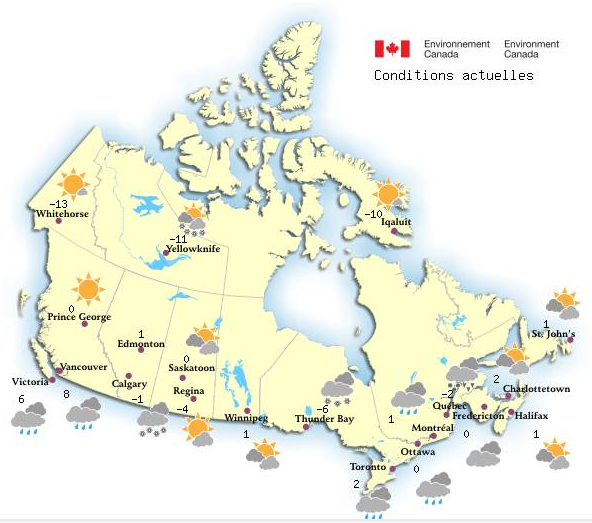 Environnement Canada
Environment Canada
Conditions actuelles
-13
Whitehorse
-10
Iqaluit
-11
Yellowknife
0
Prince George
1
Edmonton
0
Saskatoon
1
St. John's
Vancouver
Victoria
Calgary
Regina
6
8
-1
-4
Winnipeg
1
-6
Thunder Bay
1
-2
Québec
2
Charlottetown
Fredericton
Halifax
Montréal
0
1
Ottawa
Toronto
0
2